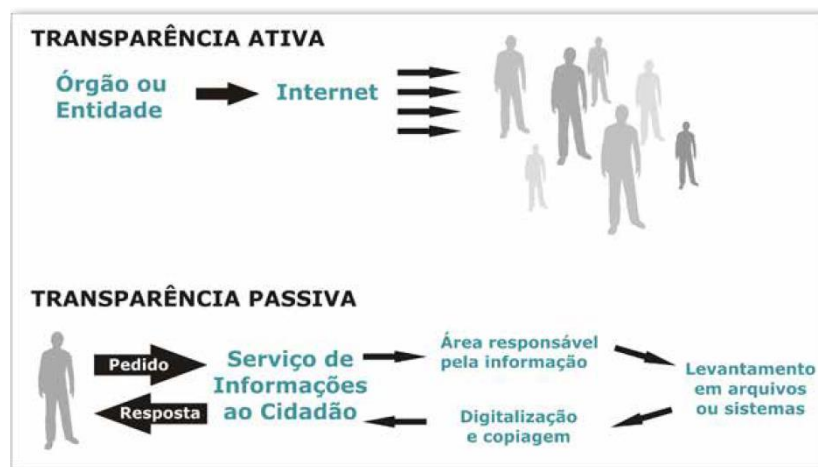 TRANSPARÊNCIA ATIVA
Órgão ou
Entidade
Internet
TRANSPARÊNCIA PASSIVA
Pedido
Resposta
Serviço de
Informações
ao Cidadão
Área responsável
pela informação
Levantamento
em arquivos
ou sistemas
Digitalização
e copiagem